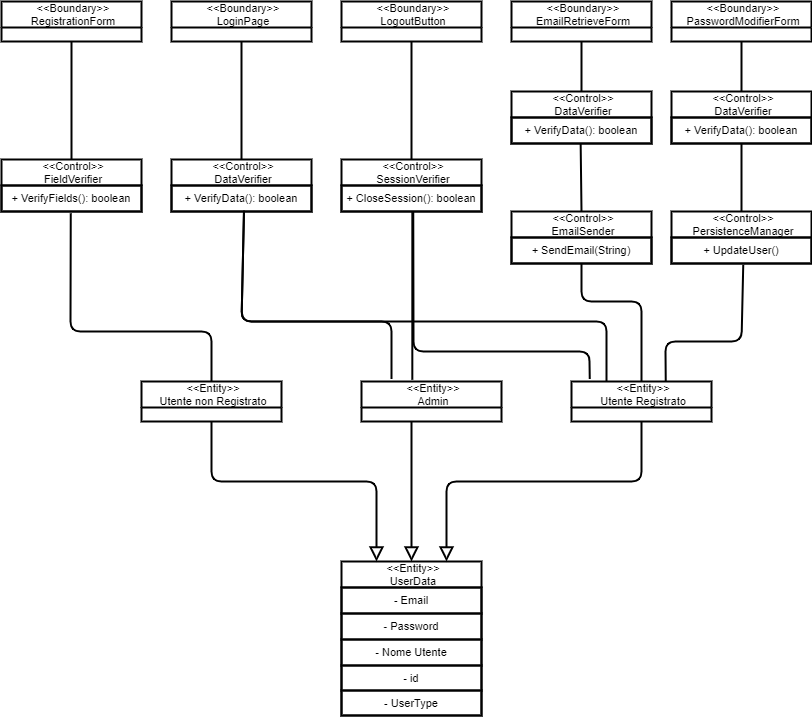 <<Boundary>>
RegistrationForm
<<Boundary>>
LoginPage
<<Boundary>>
LogoutButton
<<Boundary>>
EmailRetrieveForm
<<Boundary>>
PasswordModifierForm
<<Control>>
DataVerifier
+ VerifyData(): boolean
<<Control>>
DataVerifier
+ VerifyData(): boolean
<<Control>>
FieldVerifier
+ VerifyFields(): boolean
<<Control>>
DataVerifier
+ VerifyData(): boolean
<<Control>>
SessionVerifier
+ CloseSession(): boolean
<<Control>>
EmailSender
+ SendEmail(String)
<<Control>>
PersistenceManager
+ UpdateUser()
<<Entity>>
Utente non Registrato
<<Entity>>
Admin
<<Entity>>
Utente Registrato
<<Entity>>
UserData
- Email
- Password
- Nome Utente
- id
- UserType